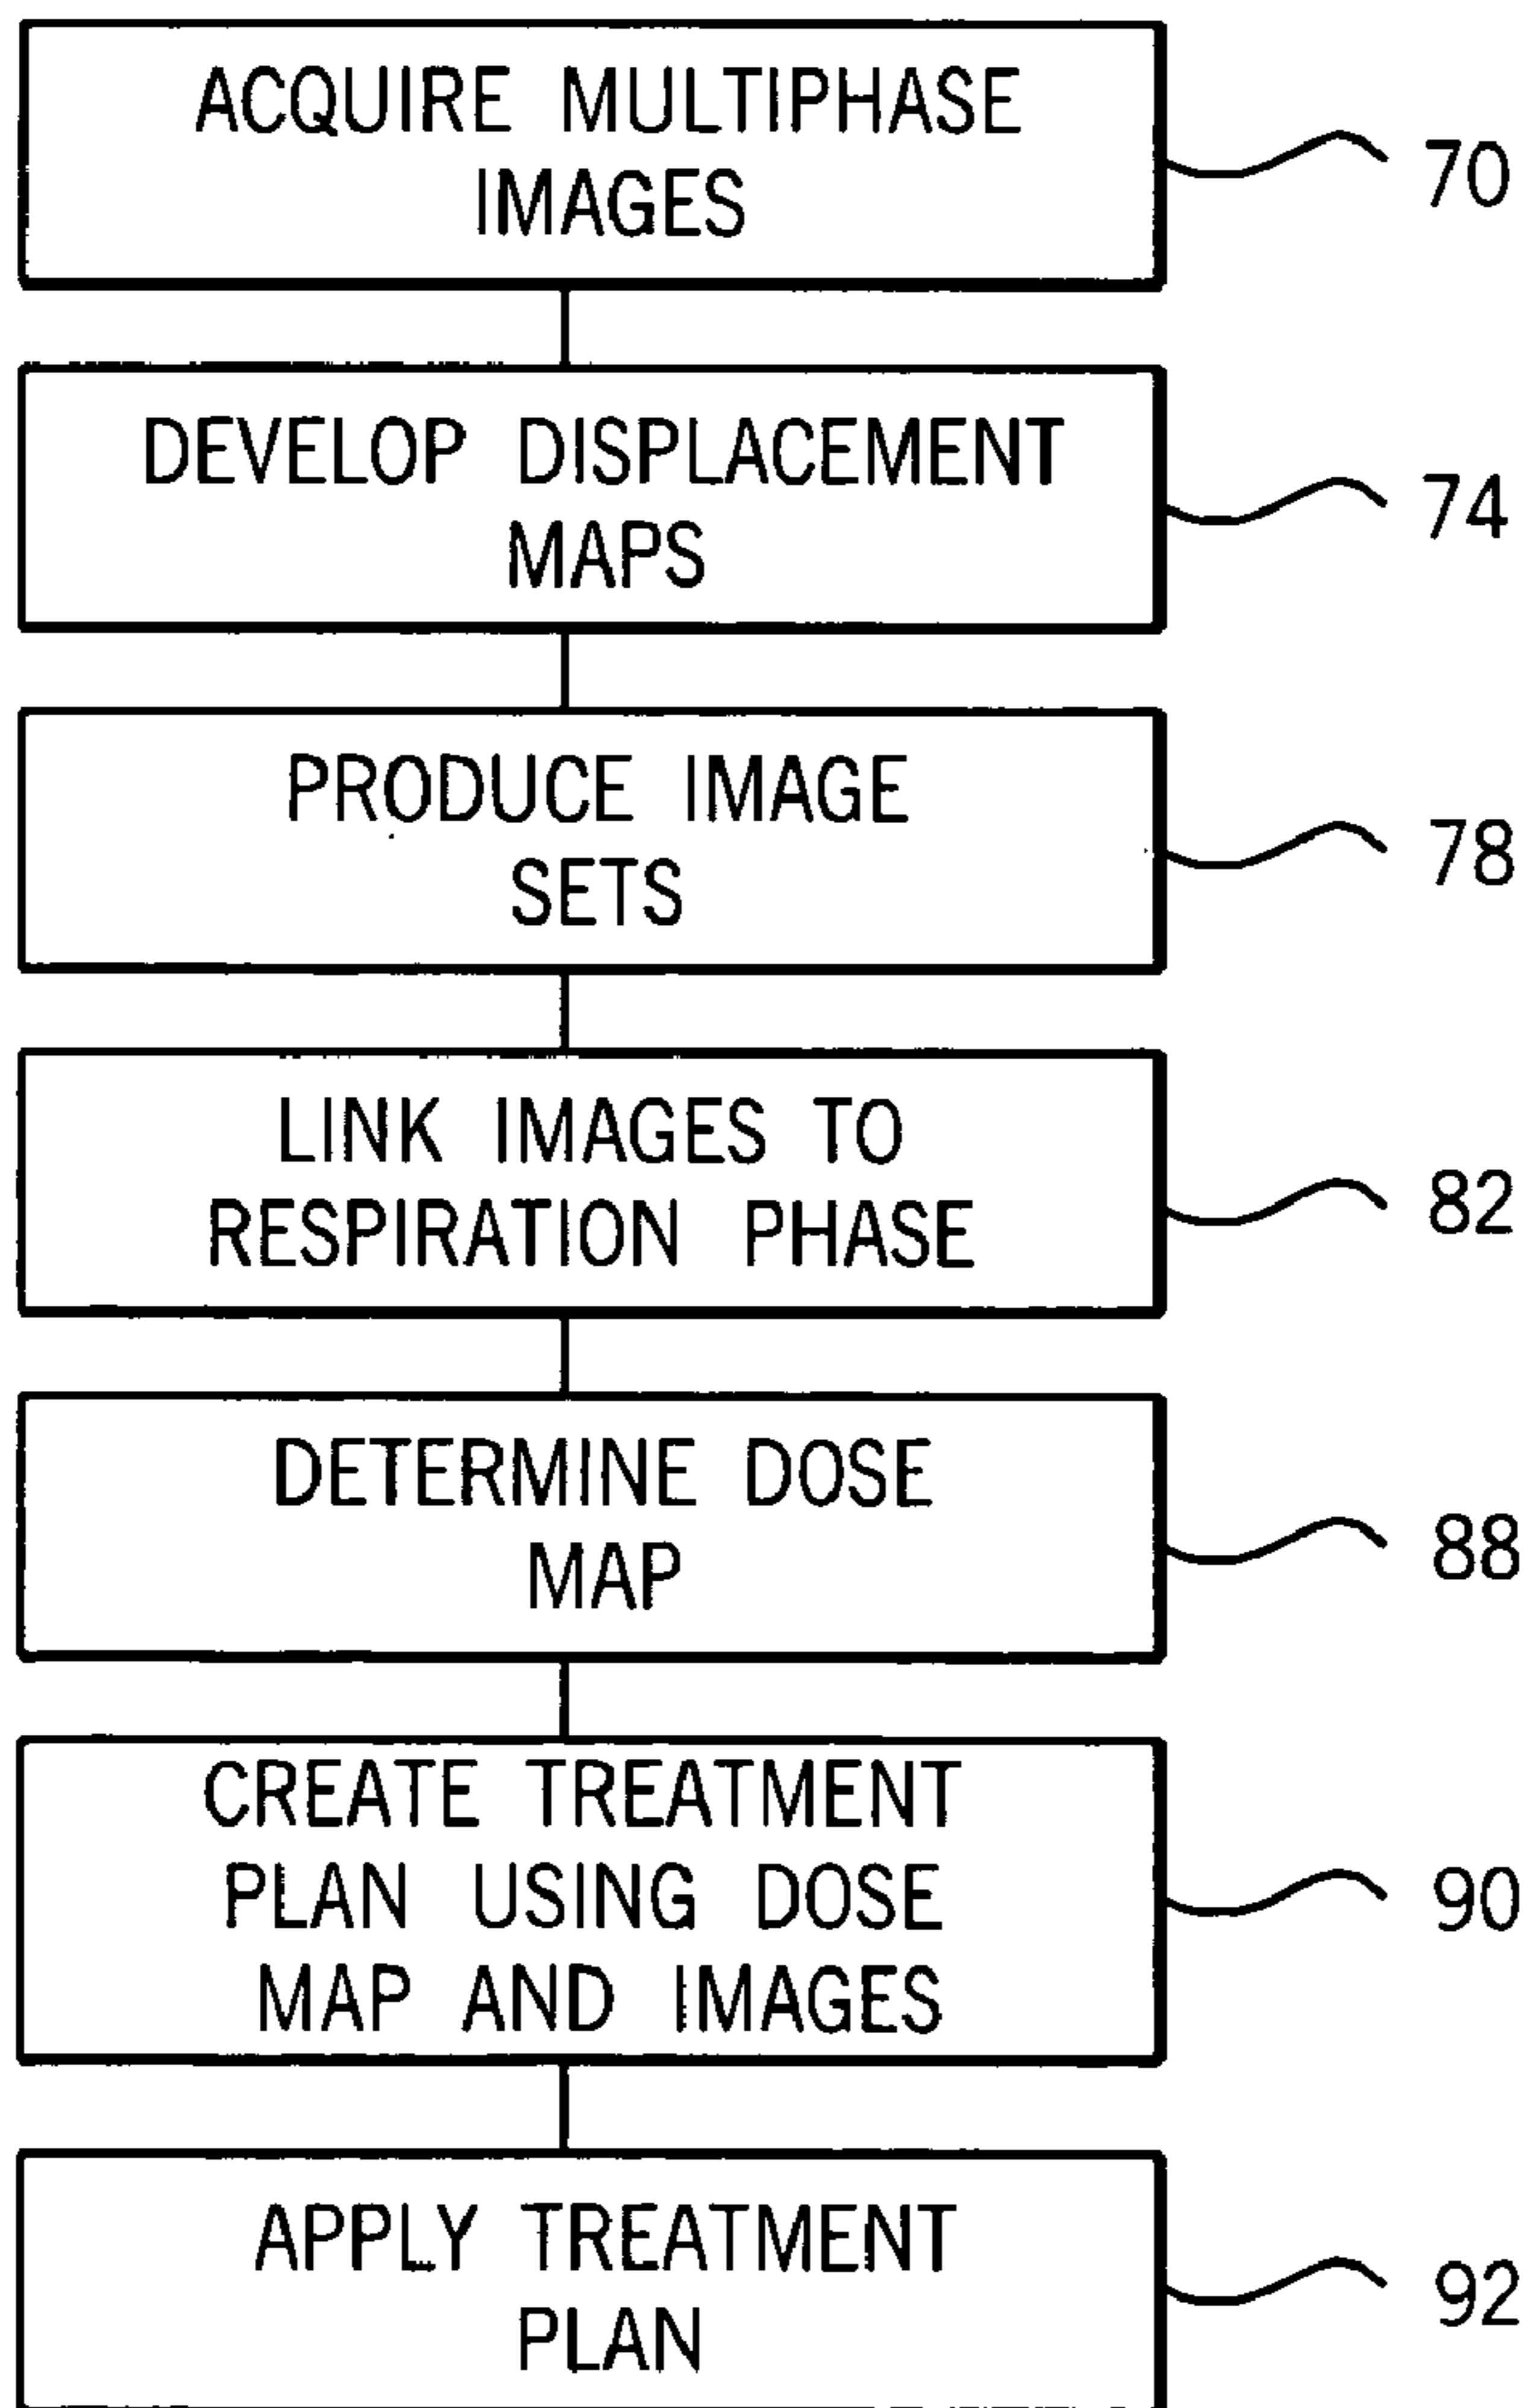 ACQUIRE MULTIPHASE
IMAGES
70
DEVELOP DISPLACEMENT
MAPS
74
PRODUCE IMAGE
SETS
78
LINK IMAGES TO
RESPIRATION PHASE
82
DETERMINE DOSE
MAP
88
CREATE TREATMENT
PLAN USING DOSE
MAP AND IMAGES
90
APPLY TREATMENT
PLAN
92